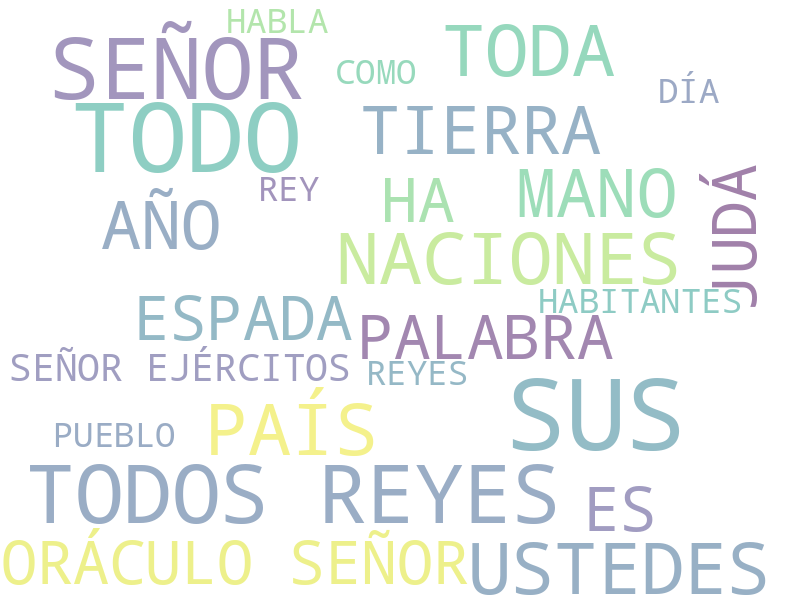 HABLA
SEÑOR
COMO
TODA
DÍA
TODO
TIERRA
REY
AÑO
HA
MANO
JUDÁ
NACIONES
ESPADA
HABITANTES
PALABRA
SEÑOR EJÉRCITOS
REYES
PUEBLO
PAÍS
SUS
TODOS REYES
ES
ORÁCULO SEÑOR
USTEDES